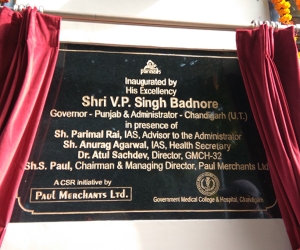 Inaugurated by
His Excellency
Shri V.P. Singh Badnore
Governor - Punjab & Administrator - Chandigarh (U.T.)
in presence of
Sh. Parimal Rai, IAS, Advisor to the Administrator
Sh. Anurag Agarwal, IAS, Health Secretary
Dr. Atul Sachdev, Director, GMCH-32
Sh.S. Paul, Chairman & Managing Director, Paul Merchants Ltd
A CSR initiative by
PAUL MERCHANTS LTD.
Government Medical College & Hospital, Chandigarh